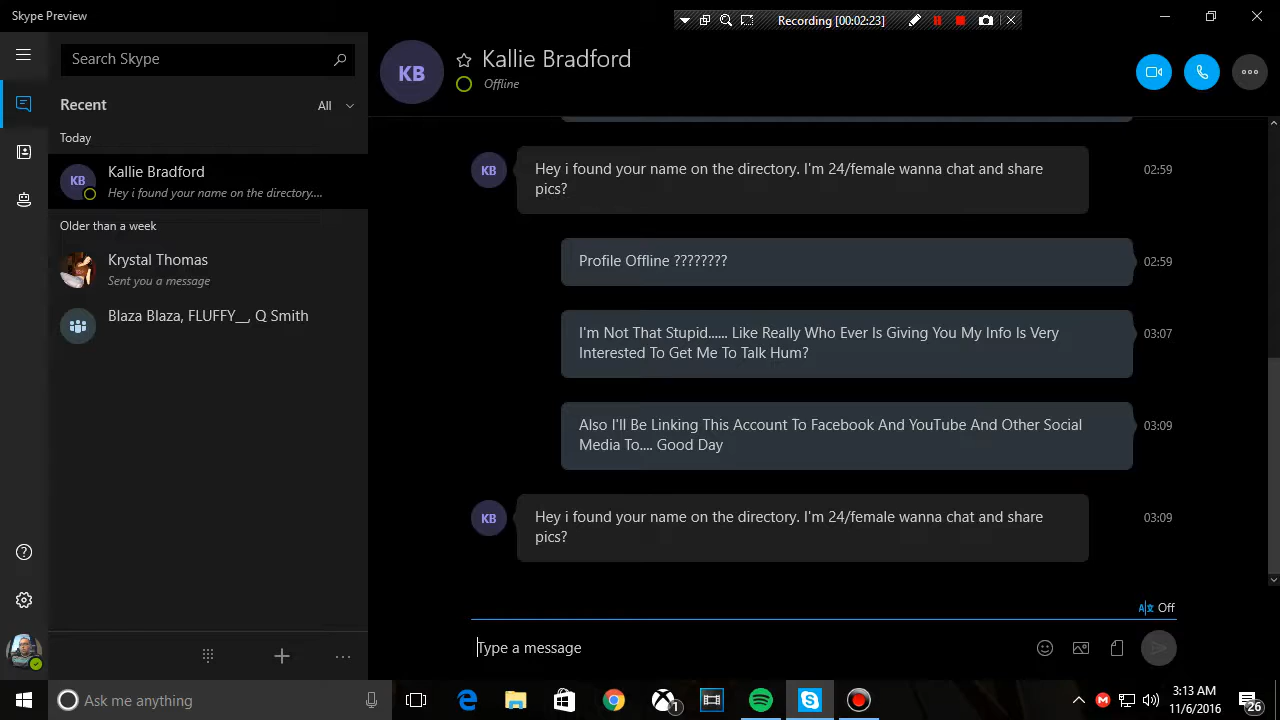 Skype Preview
Recording [00:02:23]
Search Skype
Recent
All
Today
KB
Kallie Bradford
Hey i found your name on the directory....
Older than a week
Krystal Thomas
Sent you a message
Blaza Blaza, FLUFFY__, Q Smith
KB
Kallie Bradford
Offline
KB
Hey i found your name on the directory. I'm 24/female wanna chat and share
pics?
02:59
Profile Offline ????????
02:59
I'm Not That Stupid...... Like Really Who Ever Is Giving You My Info Is Very
Interested To Get Me To Talk Hum?
03:07
Also I'll Be Linking This Account To Facebook And YouTube And Other Social
Media To.... Good Day
03:09
KB
Hey i found your name on the directory. I'm 24/female wanna chat and share
pics?
03:09
Off
Type a message
Ask me anything
1
3:13 AM
11/6/2016
26